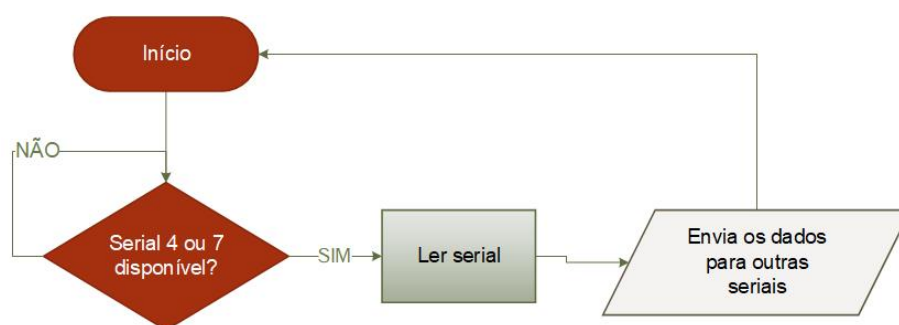 Início
NÃO
Serial 4 ou 7
disponível?
SIM
Ler serial
Envia os dados
para outras
seriais